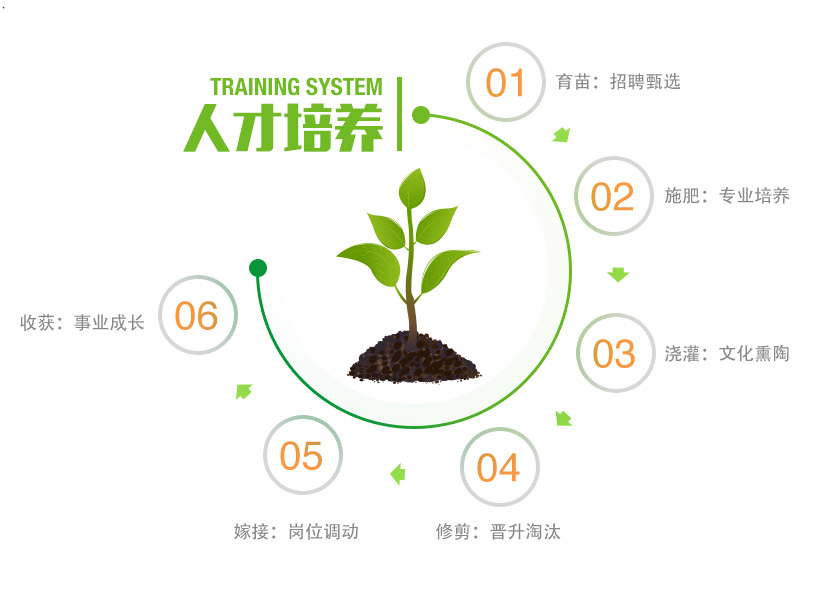 TRAINING SYSTEM
人才培养
01
育苗：招聘甄选
02
施肥：专业培养
03
浇灌：文化熏陶
04
修剪：晋升淘汰
05
嫁接：岗位调动
06
收获：事业成长